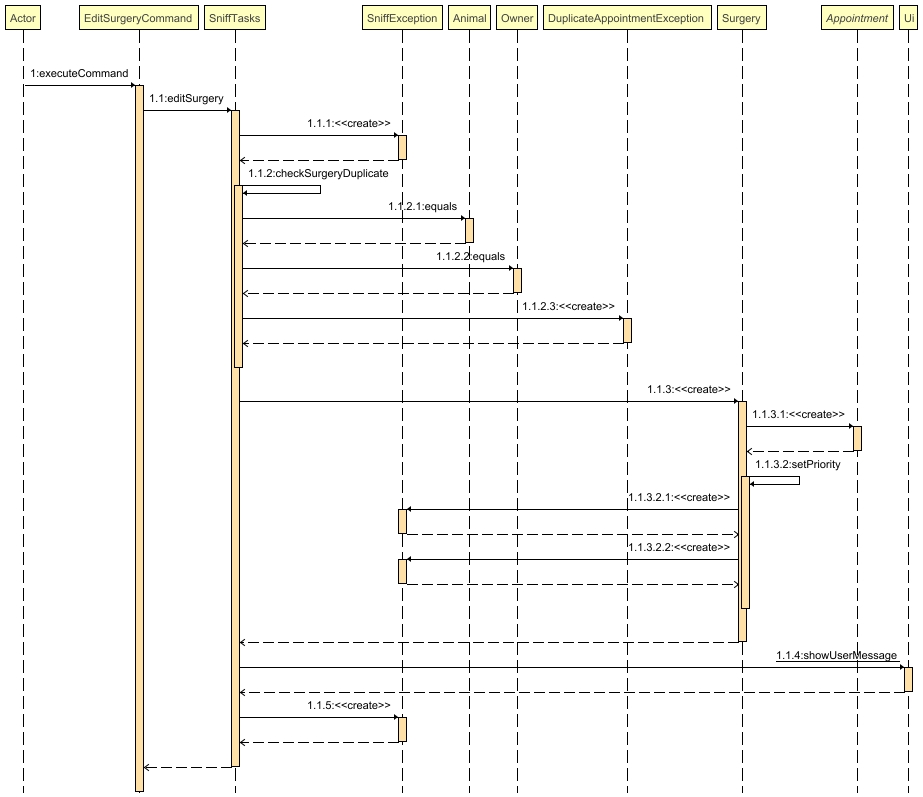 Actor EditSurgeryCommand SniffTasks SniffException Animal Owner DuplicateAppointmentException Surgery Appointment Ui
1:executeCommand
1.1:editSurgery
1.1.1:<<create>>
1.1.2:checkSurgeryDuplicate
1.1.2.1:equals
1.1.2.2:equals
1.1.2.3:<<create>>
1.1.3:<<create>>
1.1.3.1:<<create>>
1.1.3.2:setPriority
1.1.3.2.1:<<create>>
1.1.3.2.2:<<create>>
1.1.4:showUserMessage
1.1.5:<<create>>